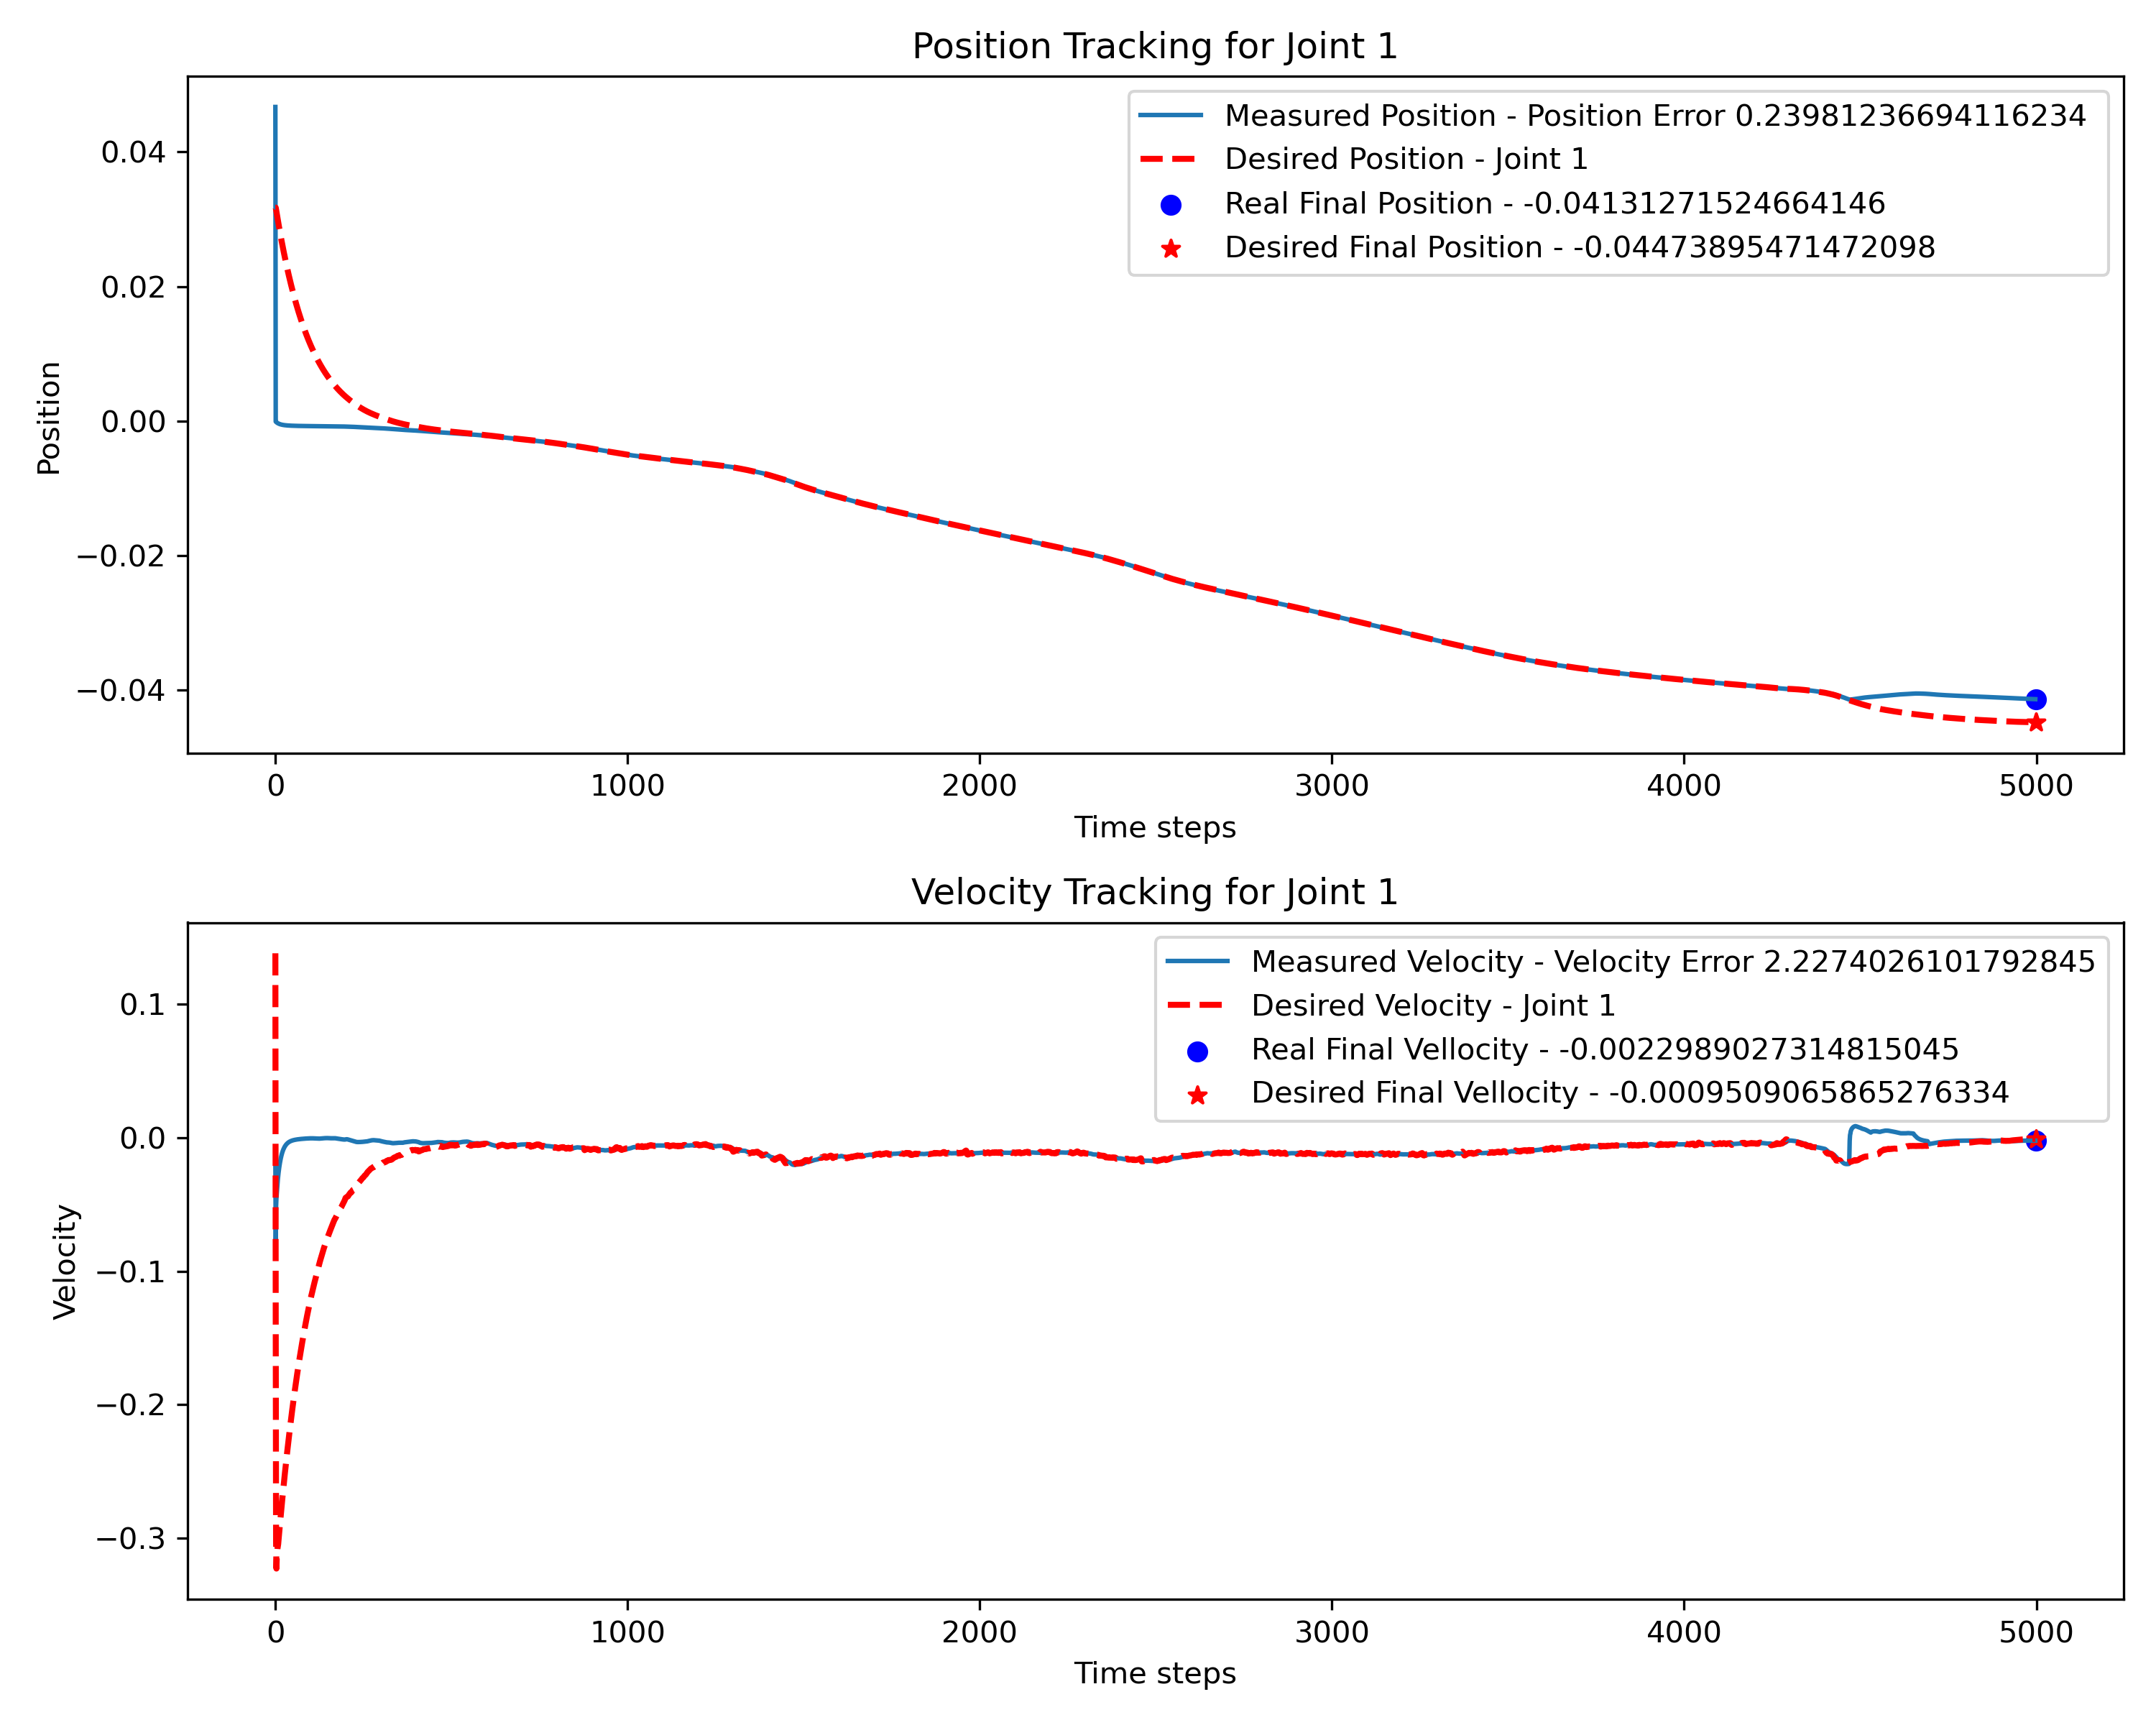 Position Tracking for Joint 1
Measured Position - Position Error 0.23981236694116234
Desired Position - Joint 1
Real Final Position - -0.04131271524664146
Desired Final Position - -0.04473895471472098
0.04
0.02
0.00
−0.02
−0.04
Position
0 1000 2000 3000 4000 5000
Time steps
Velocity Tracking for Joint 1
Measured Velocity - Velocity Error 2.2274026101792845
Desired Velocity - Joint 1
Real Final Vellocity - -0.0022989027314815045
Desired Final Vellocity - -0.0009509065865276334
0.1
0.0
−0.1
−0.2
−0.3
Velocity
0 1000 2000 3000 4000 5000
Time steps